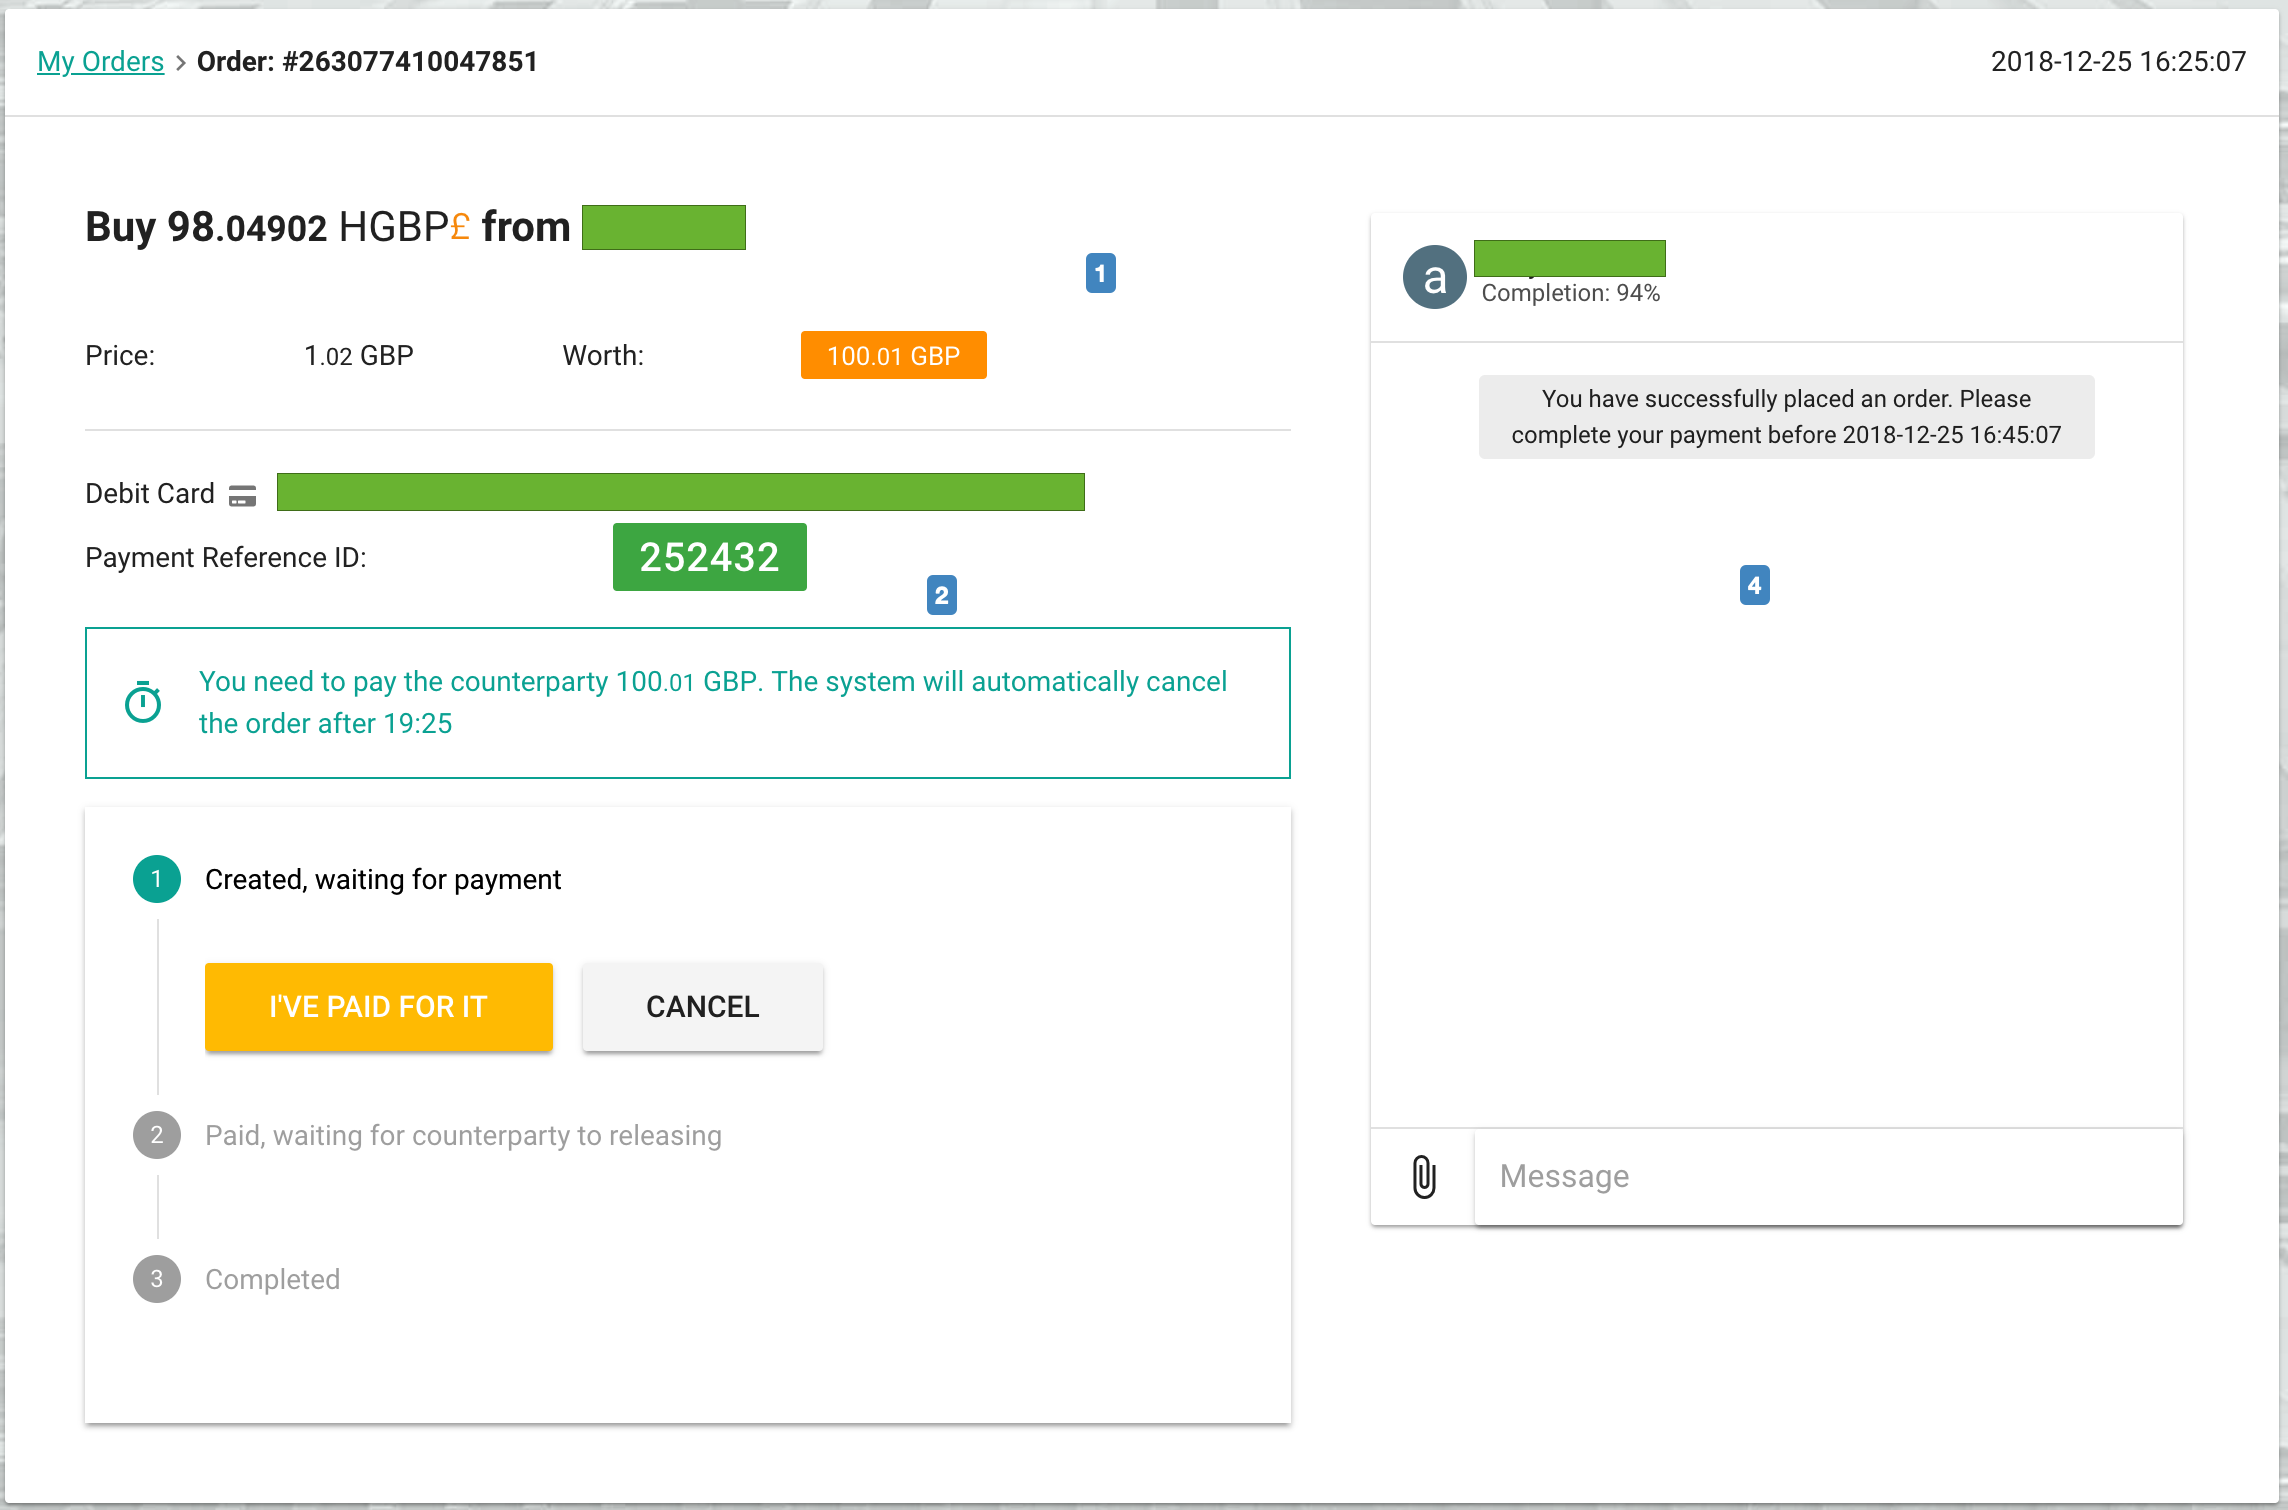 My Orders > Order: #263077410047851
2018-12-25 16:25:07
Buy 98.04902 HGBP£ from
1
Price: 1.02 GBP Worth: 100.01 GBP
Debit Card
Payment Reference ID: 252432
2
You need to pay the counterparty 100.01 GBP. The system will automatically cancel
the order after 19:25
1 Created, waiting for payment
I'VE PAID FOR IT CANCEL
2 Paid, waiting for counterparty to releasing
3 Completed
a
Completion: 94%
You have successfully placed an order. Please
complete your payment before 2018-12-25 16:45:07
4
Message